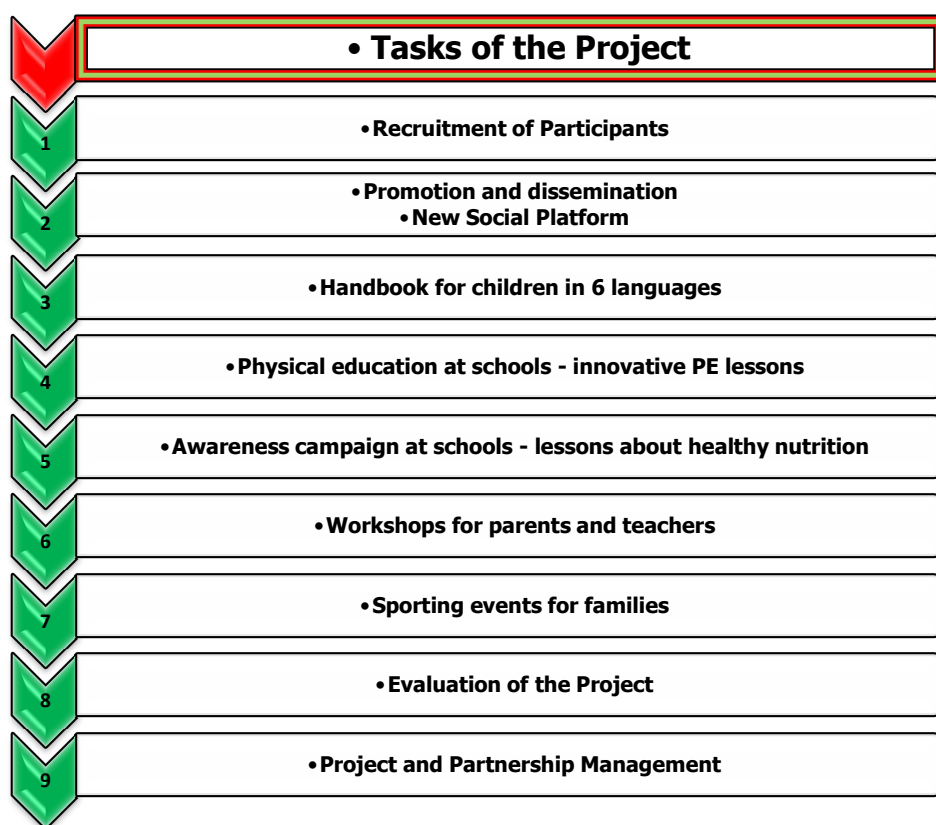 • Tasks of the Project
1
•Recruitment of Participants
2
•Promotion and dissemination
•New Social Platform
3
•Handbook for children in 6 languages
4
•Physical education at schools - innovative PE lessons
5
•Awareness campaign at schools - lessons about healthy nutrition
6
•Workshops for parents and teachers
7
•Sporting events for families
8
•Evaluation of the Project
9
•Project and Partnership Management